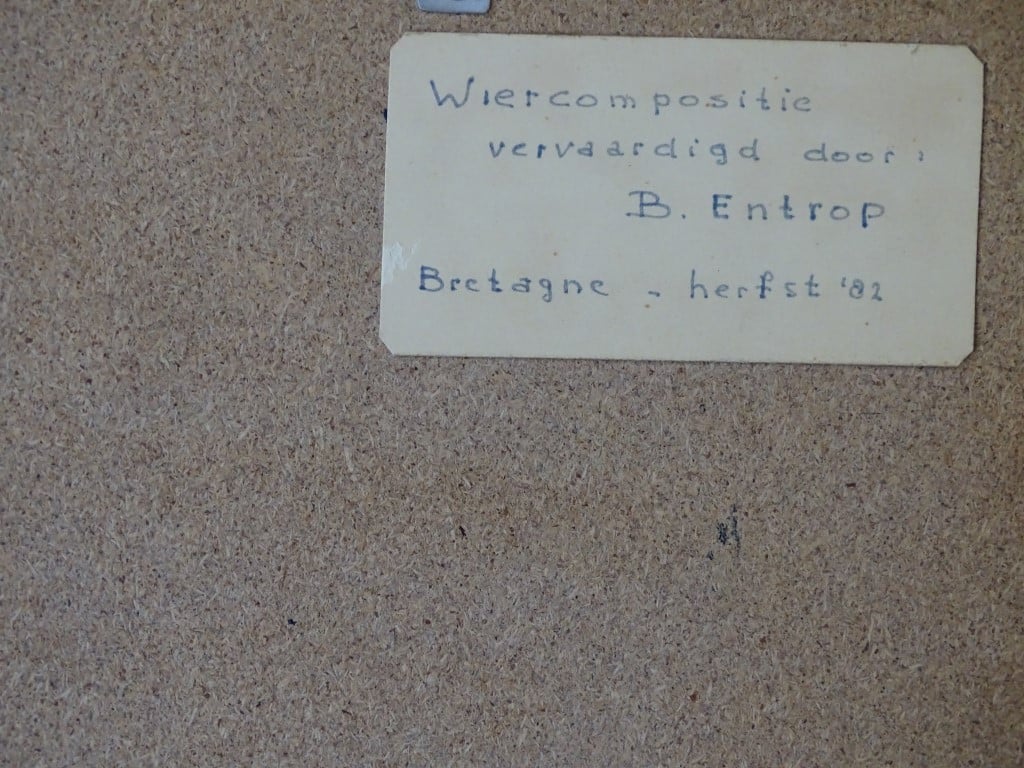 Wiercompositie
vervaardigd door:
B. Entrop
Bretagne - herfst '82